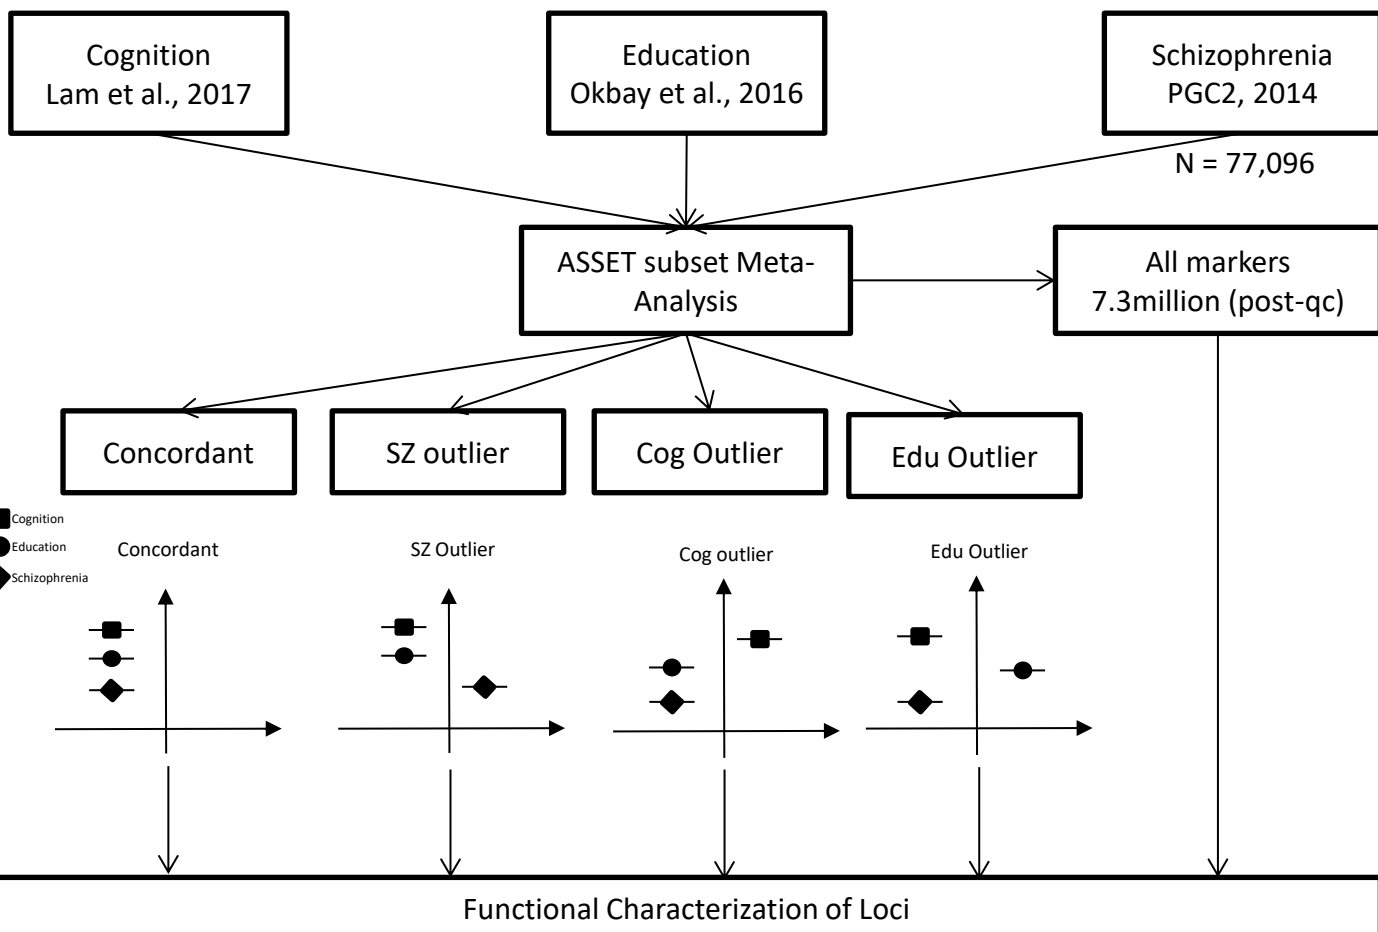 Cognition
Lam et al., 2017
Education
Okbay et al., 2016
Schizophrenia
PGC2, 2014
N = 77,096
ASSET subset Meta-
Analysis
All markers
7.3million (post-qc)
Concordant
SZ outlier
Cog Outlier
Edu Outlier
Cognition
Education
Schizophrenia
Concordant
SZ Outlier
Cog outlier
Edu Outlier
Functional Characterization of Loci